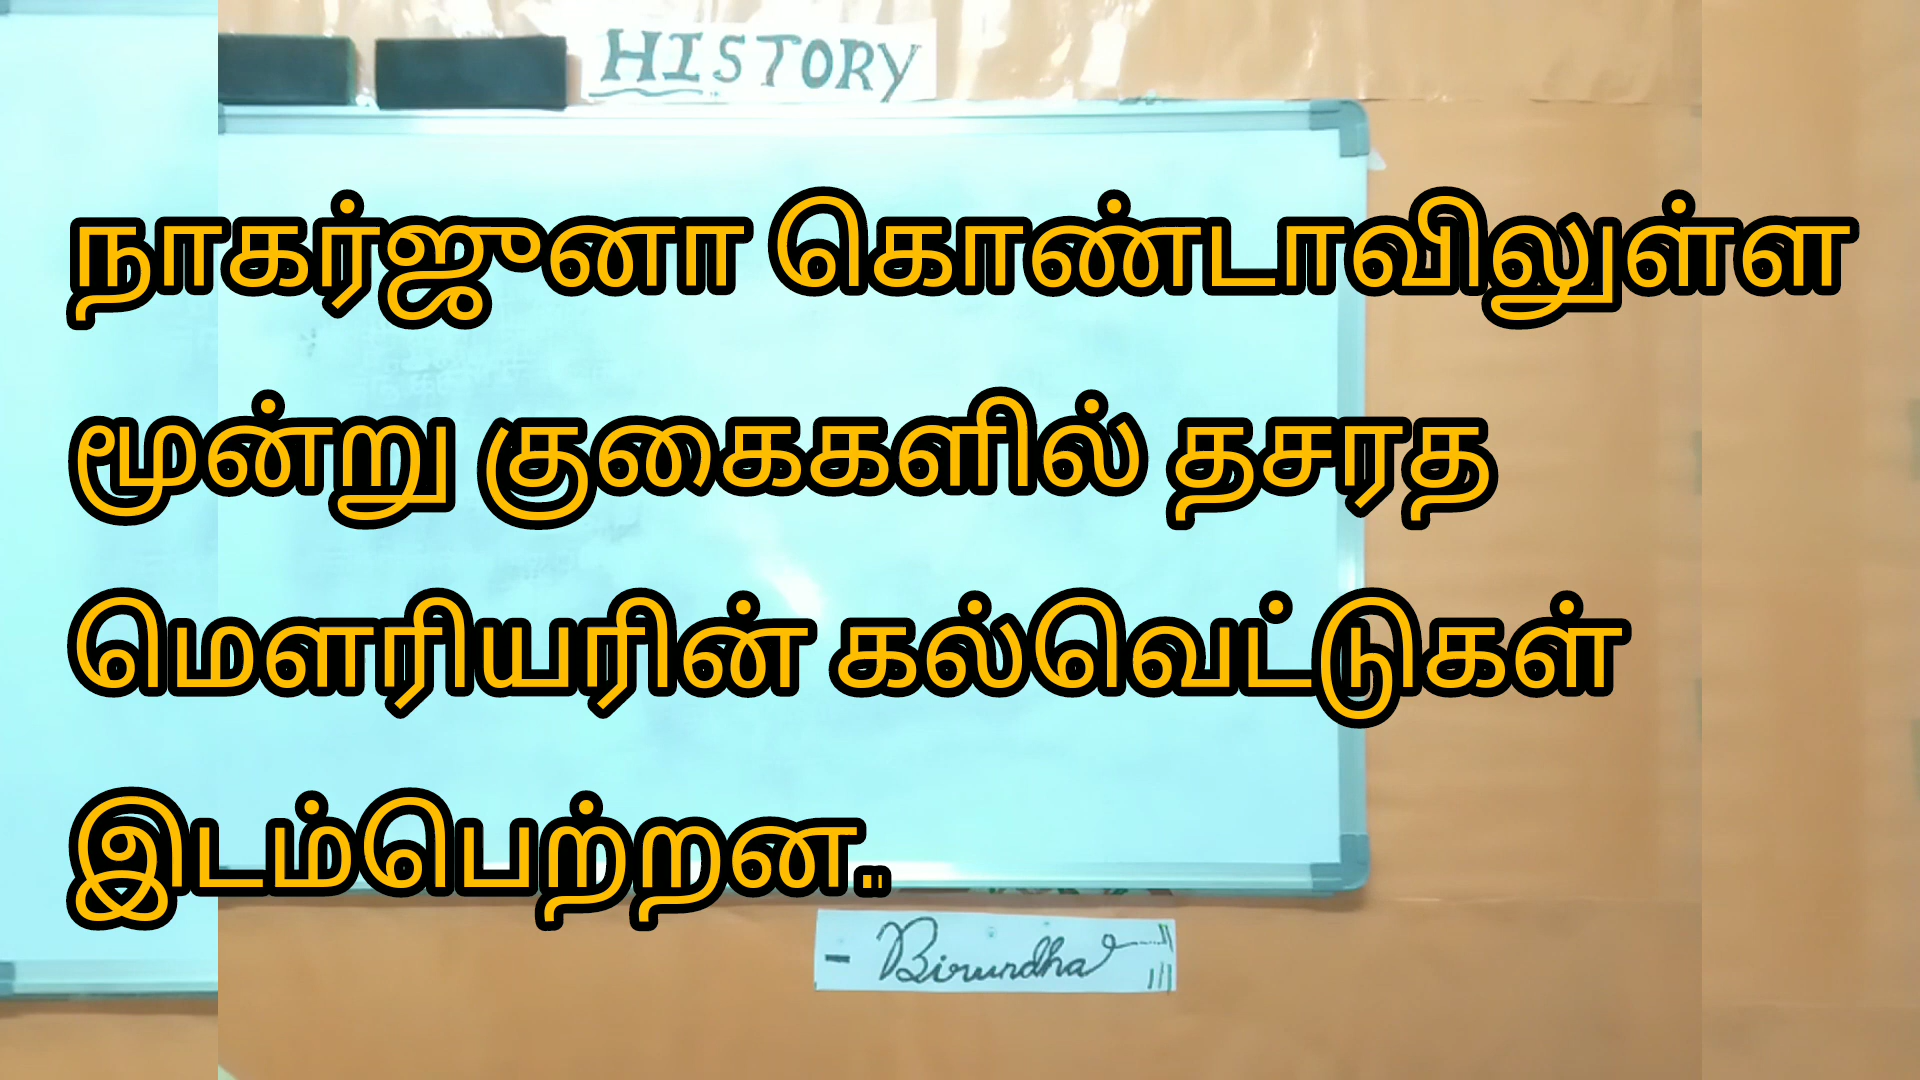 HISTORY
நாகர்ஜுனா கொண்டாவிலுள்ள
மூன்று குகைகளில் தசரத
மௌரியரின் கல்வெட்டுகள்
இடம்பெற்றன..
- Birundha